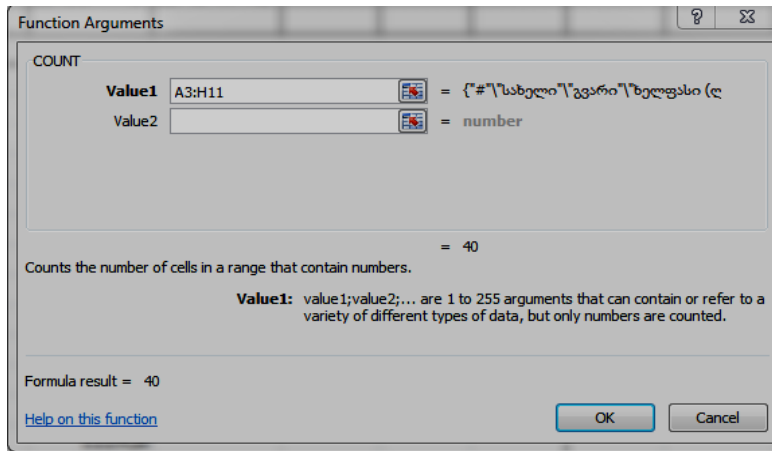 Function Arguments
COUNT
Value1 A3:H11 = {"#"\"სახელი"\"გვარი"\"ხელფასი (ღ
Value2 = number
= 40
Counts the number of cells in a range that contain numbers.
Value1: value1;value2;... are 1 to 255 arguments that can contain or refer to a
variety of different types of data, but only numbers are counted.
Formula result = 40
Help on this function
OK Cancel